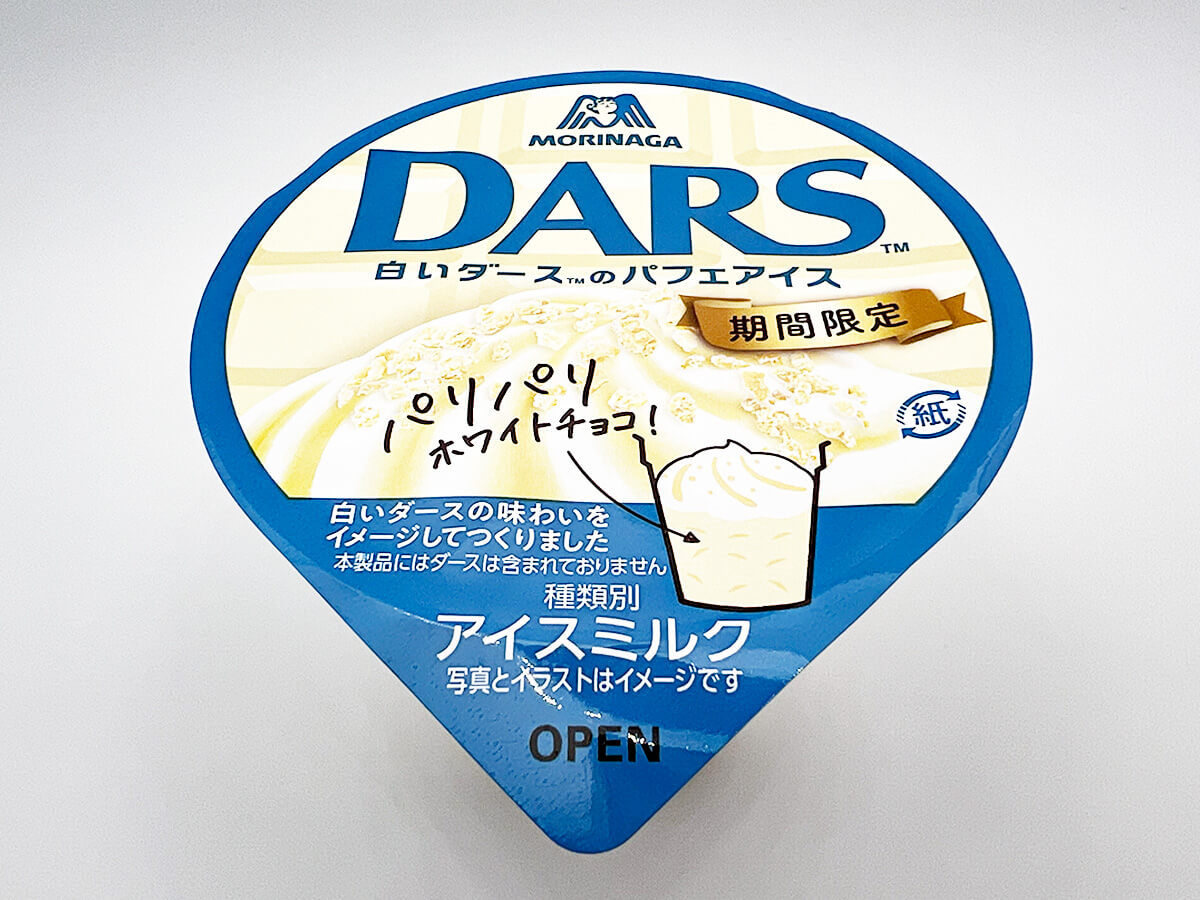 MORINAGA
DARS™
白いダース™のパフェアイス
期間限定
パリパリ
ホワイトチョコ!
紙
白いダースの味わいを
イメージしてつくりました
本製品にはダースは含まれておりません
種類別
アイスミルク
写真とイラストはイメージです
OPEN